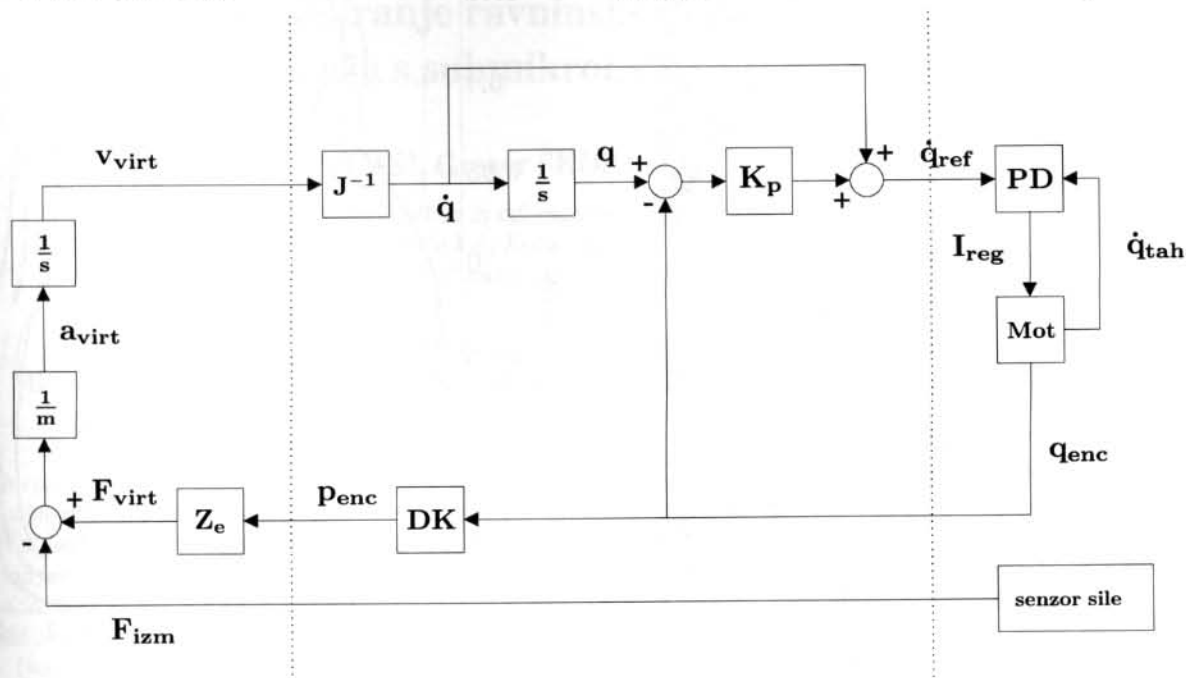 v_virt
J⁻¹
q̇
1/s
q
+
-
K_p
+
+
q̇_ref
PD
I_reg
q̇_tah
Mot
q_enc
1/s
a_virt
1/m
+
-
F_virt
Z_e
p_enc
DK
F_izm
senzor sile